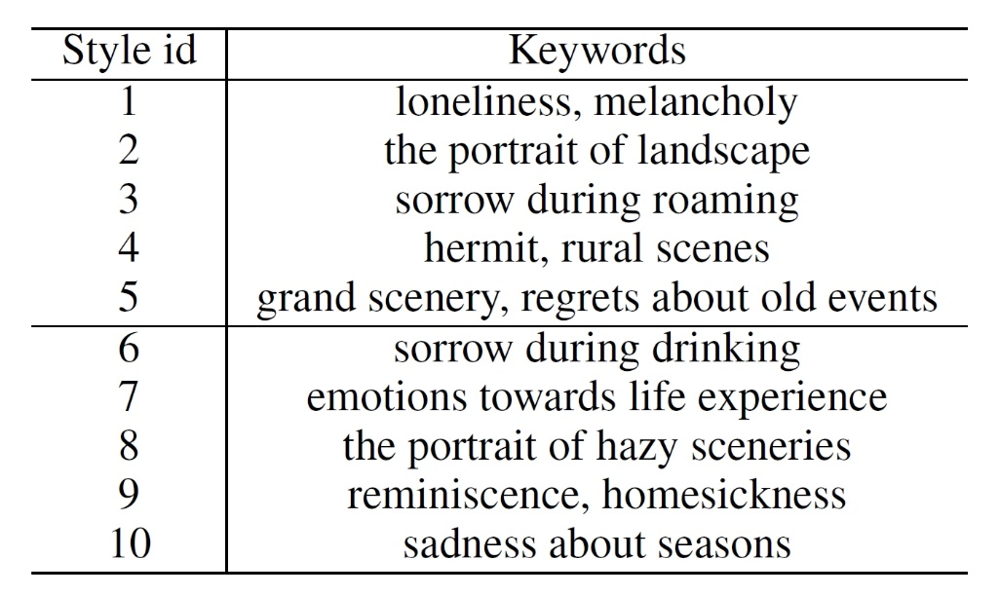 Style id Keywords
1 loneliness, melancholy
2 the portrait of landscape
3 sorrow during roaming
4 hermit, rural scenes
5 grand scenery, regrets about old events
6 sorrow during drinking
7 emotions towards life experience
8 the portrait of hazy sceneries
9 reminiscence, homesickness
10 sadness about seasons